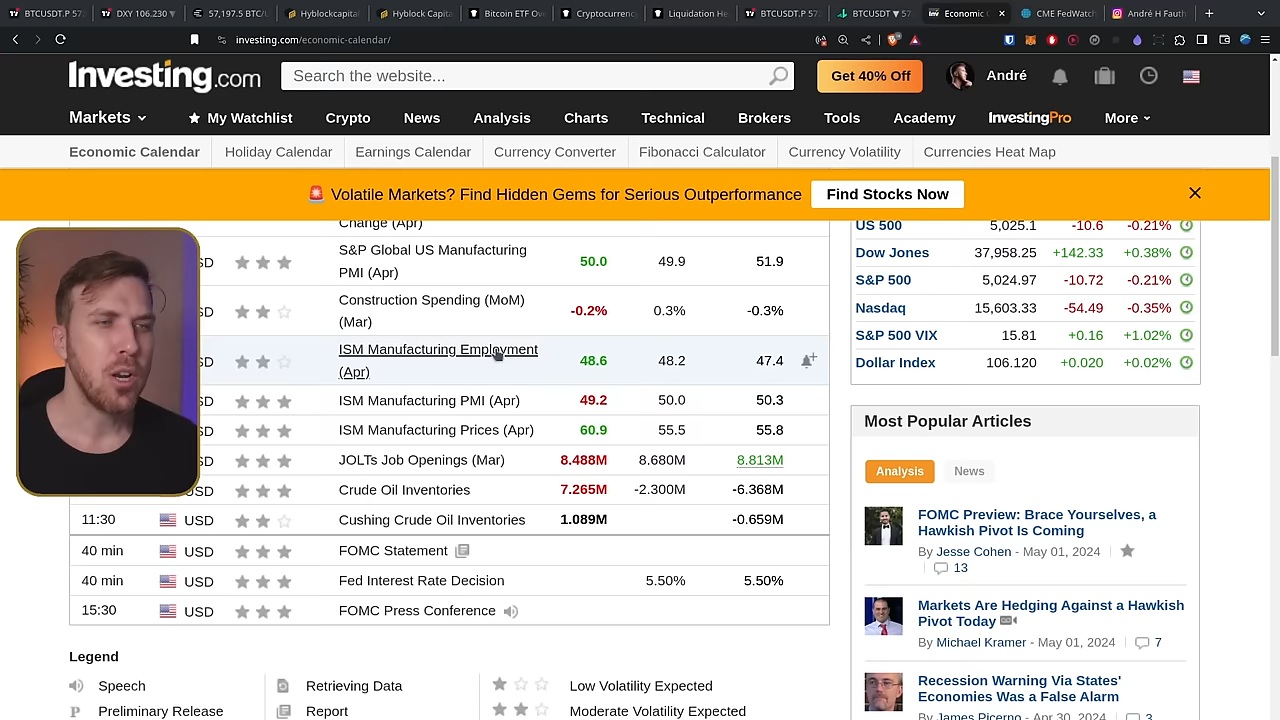 BTCUSDT.P 57
DXY 106.230
57,197.5 BTC/U
Hyblockcapital
Hyblock Capita
Bitcoin ETF Ov
Cryptocurrenc
Liquidation He
BTCUSDT.P 57
BTCUSDT ▼ 57
Economic C
CME FedWatch
André H Fauth
investing.com/economic-calendar/
Investing.com
Search the website...
Get 40% Off
André
Markets
My Watchlist
Crypto
News
Analysis
Charts
Technical
Brokers
Tools
Academy
InvestingPro
More
Economic Calendar
Holiday Calendar
Earnings Calendar
Currency Converter
Fibonacci Calculator
Currency Volatility
Currencies Heat Map
Volatile Markets? Find Hidden Gems for Serious Outperformance
Find Stocks Now
Change (Apr)
SD S&P Global US Manufacturing PMI (Apr) 50.0 49.9 51.9
SD Construction Spending (MoM) (Mar) -0.2% 0.3% -0.3%
SD ISM Manufacturing Employment (Apr) 48.6 48.2 47.4
SD ISM Manufacturing PMI (Apr) 49.2 50.0 50.3
SD ISM Manufacturing Prices (Apr) 60.9 55.5 55.8
SD JOLTs Job Openings (Mar) 8.488M 8.680M 8.813M
USD Crude Oil Inventories 7.265M -2.300M -6.368M
11:30 USD Cushing Crude Oil Inventories 1.089M -0.659M
40 min USD FOMC Statement
40 min USD Fed Interest Rate Decision 5.50% 5.50%
15:30 USD FOMC Press Conference
Legend
Speech
Retrieving Data
Low Volatility Expected
P Preliminary Release
Report
Moderate Volatility Expected
US 500 5,025.1 -10.6 -0.21%
Dow Jones 37,958.25 +142.33 +0.38%
S&P 500 5,024.97 -10.72 -0.21%
Nasdaq 15,603.33 -54.49 -0.35%
S&P 500 VIX 15.81 +0.16 +1.02%
Dollar Index 106.120 +0.020 +0.02%
Most Popular Articles
Analysis
News
FOMC Preview: Brace Yourselves, a
Hawkish Pivot Is Coming
By Jesse Cohen - May 01, 2024
13
Markets Are Hedging Against a Hawkish
Pivot Today
By Michael Kramer - May 01, 2024 7
Recession Warning Via States'
Economies Was a False Alarm
By James Picerno - Apr 30, 2024 3